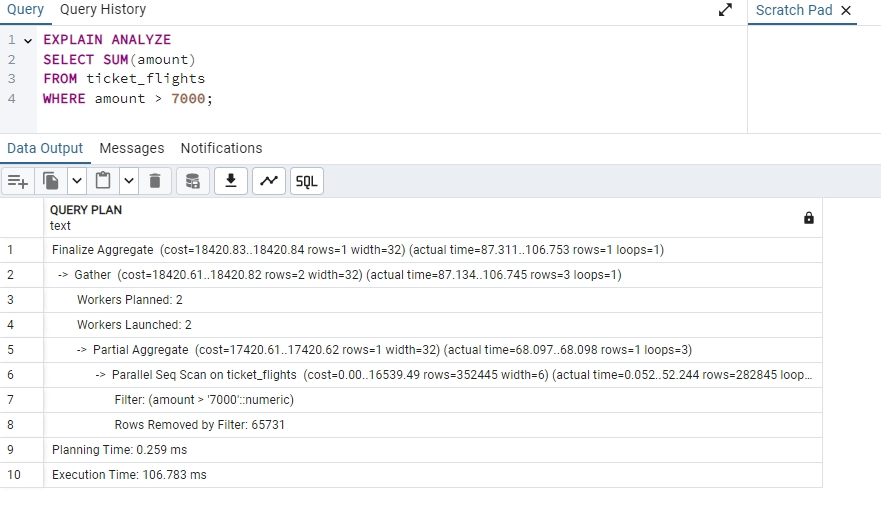 Query Query History Scratch Pad X
1 EXPLAIN ANALYZE
2 SELECT SUM(amount)
3 FROM ticket_flights
4 WHERE amount > 7000;
Data Output Messages Notifications
SQL
QUERY PLAN
text
1 Finalize Aggregate (cost=18420.83..18420.84 rows=1 width=32) (actual time=87.311..106.753 rows=1 loops=1)
2 -> Gather (cost=18420.61..18420.82 rows=2 width=32) (actual time=87.134..106.745 rows=3 loops=1)
3 Workers Planned: 2
4 Workers Launched: 2
5 -> Partial Aggregate (cost=17420.61..17420.62 rows=1 width=32) (actual time=68.097..68.098 rows=1 loops=3)
6 -> Parallel Seq Scan on ticket_flights (cost=0.00..16539.49 rows=352445 width=6) (actual time=0.052..52.244 rows=282845 loop...
7 Filter: (amount > '7000'::numeric)
8 Rows Removed by Filter: 65731
9 Planning Time: 0.259 ms
10 Execution Time: 106.783 ms